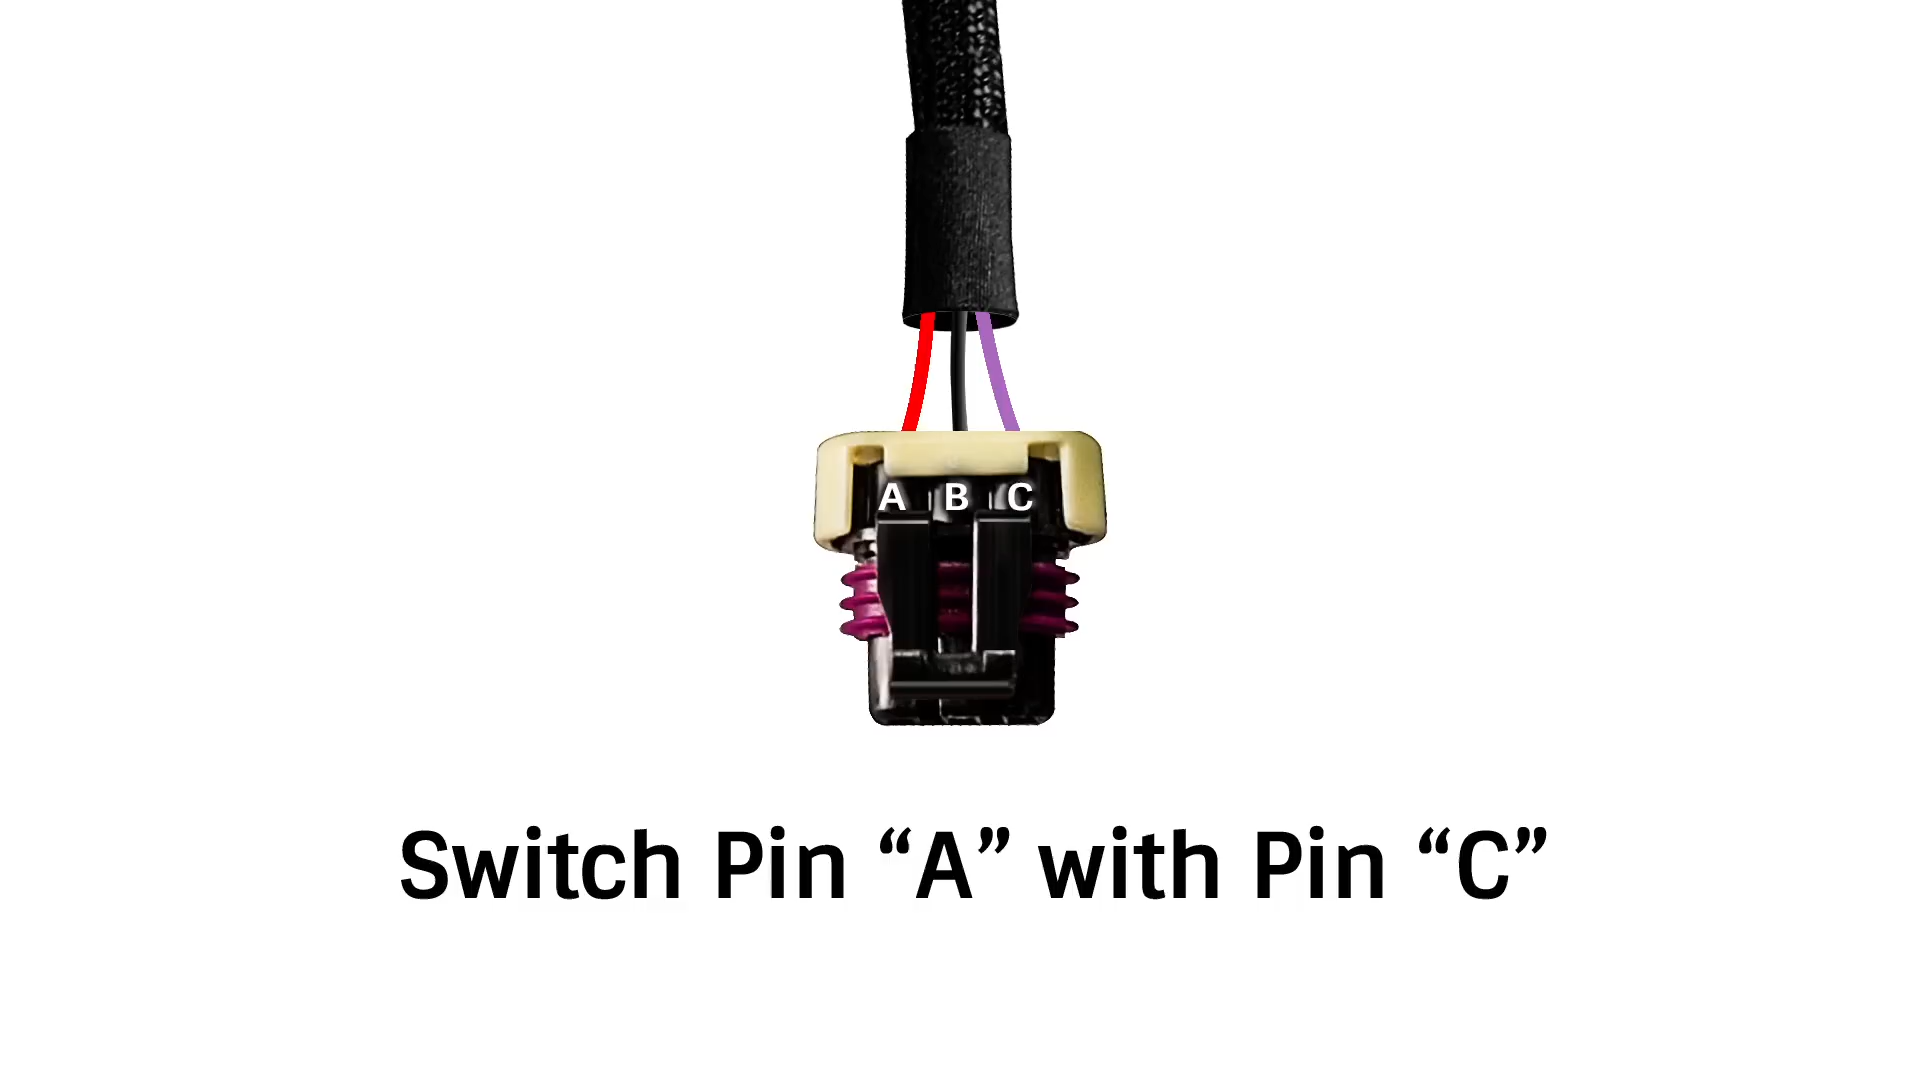 A B C
Switch Pin “A” with Pin “C”